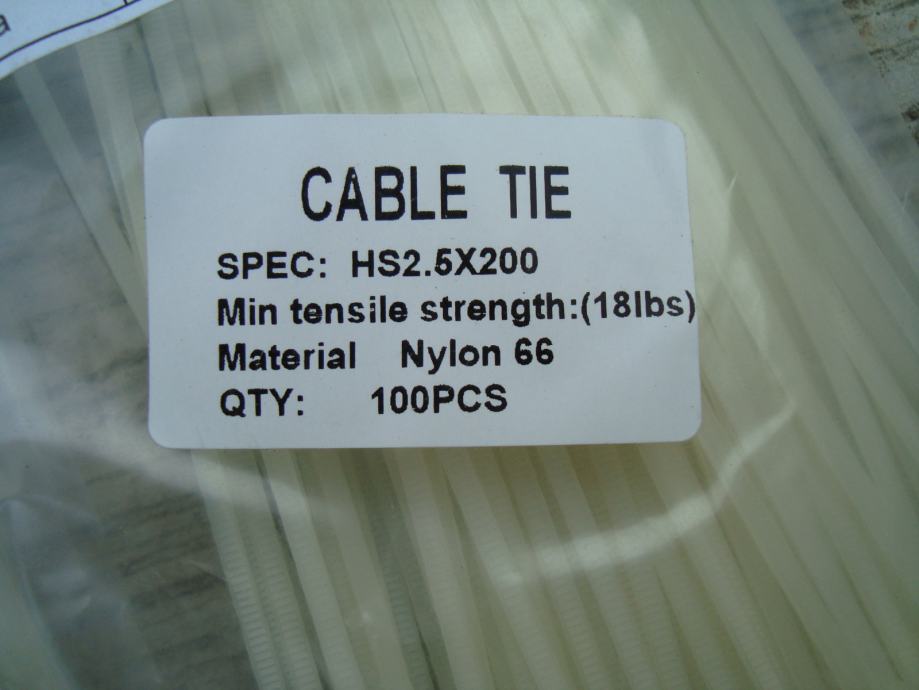 CABLE TIE
SPEC: HS2.5X200
Min tensile strength:(18lbs)
Material Nylon 66
QTY: 100PCS